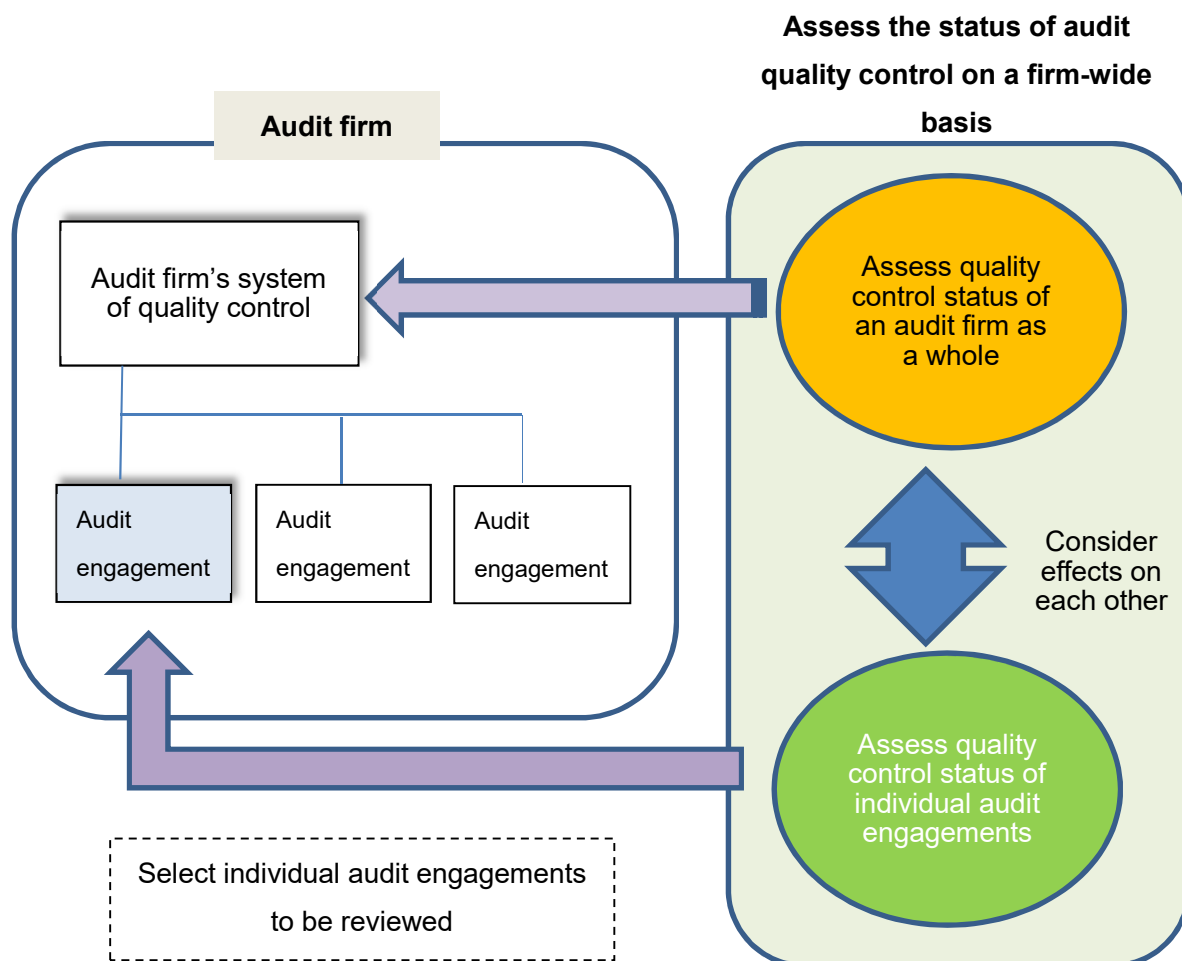 Assess the status of audit
quality control on a firm-wide
basis
Audit firm
Audit firm’s system
of quality control
Audit
engagement
Audit
engagement
Audit
engagement
Assess quality
control status of
an audit firm as
a whole
Consider
effects on
each other
Assess quality
control status of
individual audit
engagements
Select individual audit engagements
to be reviewed